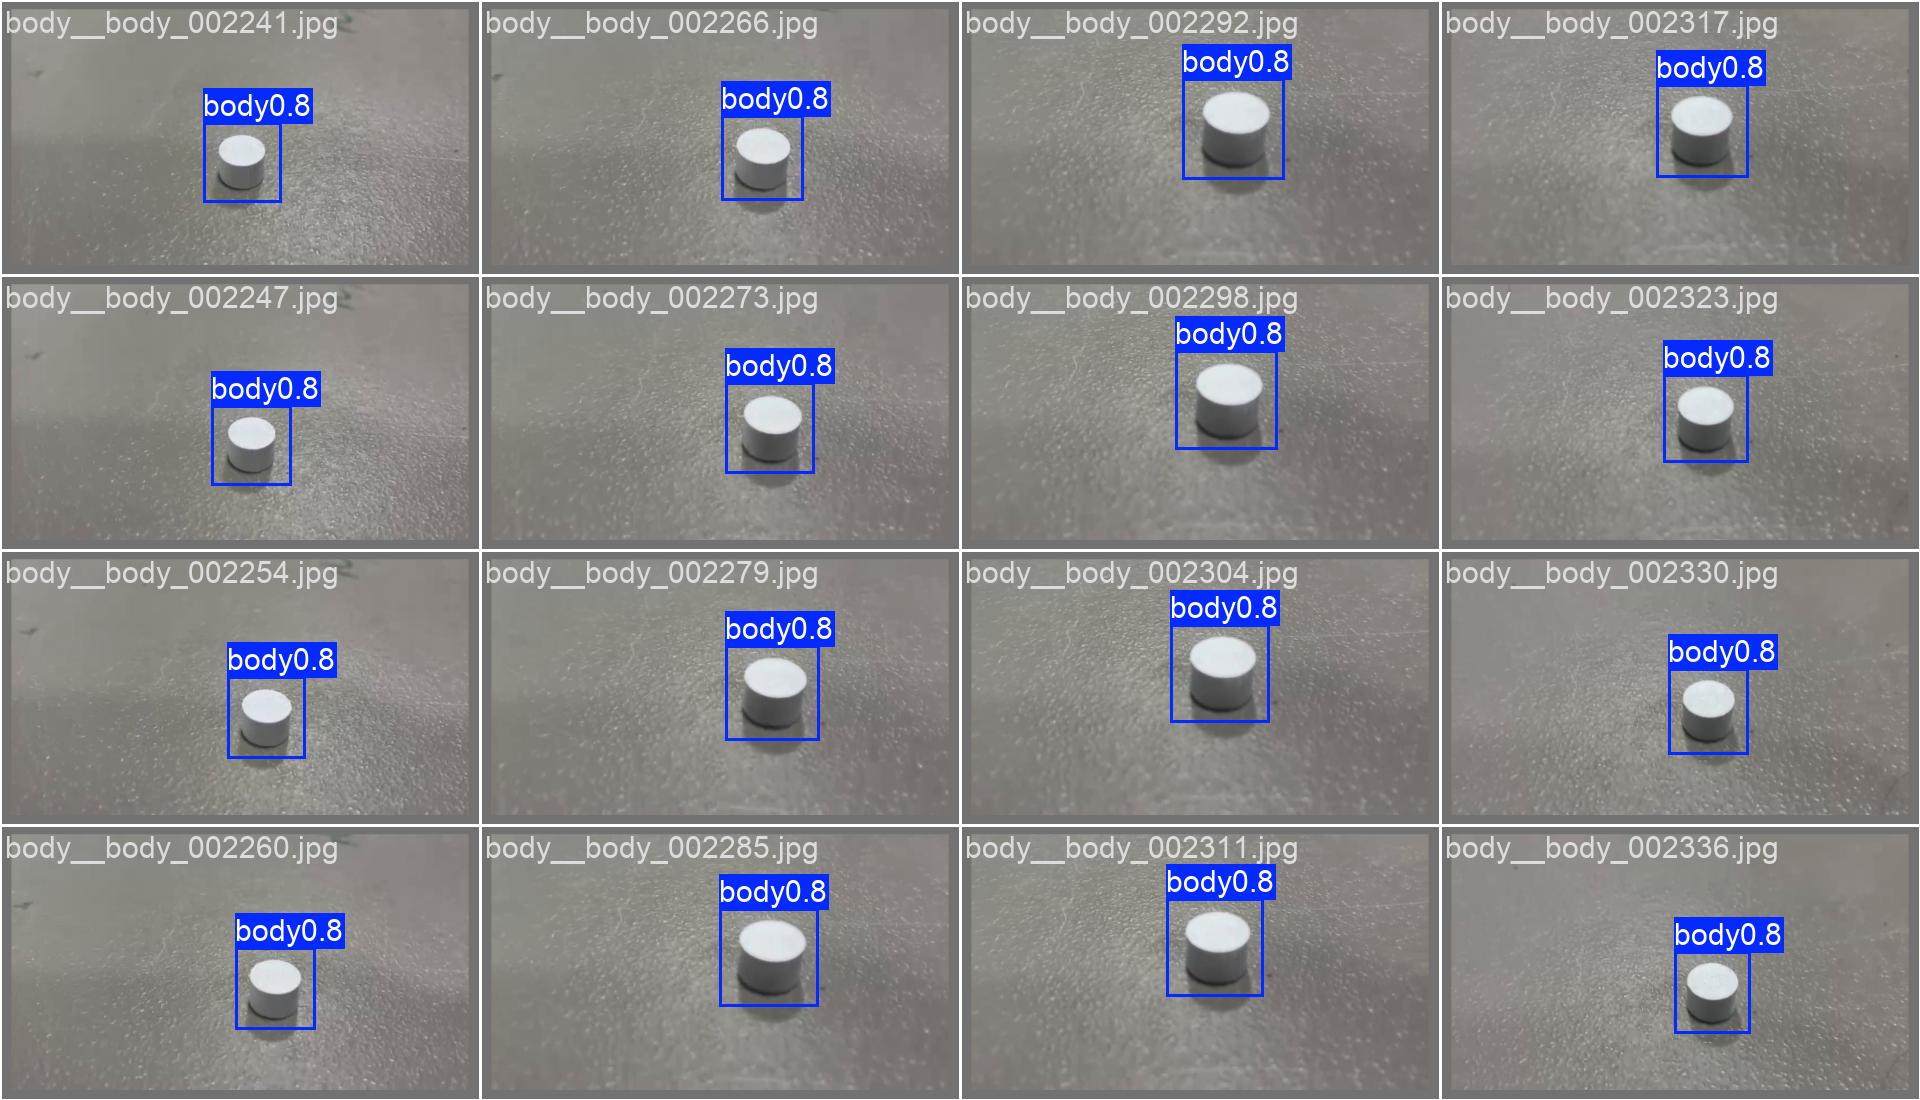 body__body_002241.jpg
body0.8
body__body_002266.jpg
body0.8
body__body_002292.jpg
body0.8
body__body_002317.jpg
body0.8
body__body_002247.jpg
body0.8
body__body_002273.jpg
body0.8
body__body_002298.jpg
body0.8
body__body_002323.jpg
body0.8
body__body_002254.jpg
body0.8
body__body_002279.jpg
body0.8
body__body_002304.jpg
body0.8
body__body_002330.jpg
body0.8
body__body_002260.jpg
body0.8
body__body_002285.jpg
body0.8
body__body_002311.jpg
body0.8
body__body_002336.jpg
body0.8